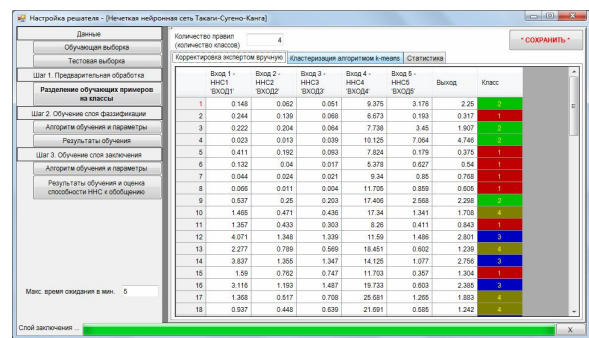 Настройка решателя - [Нечеткая нейронная сеть Такаги-Сугено-Канга]
Данные
Обучающая выборка
Тестовая выборка
Шаг 1. Предварительная обработка
Разделение обучающих примеров
на классы
Шаг 2. Обучение слоя фаззификации
Алгоритм обучения и параметры
Результаты обучения
Шаг 3. Обучение слоя заключения
Алгоритм обучения и параметры
Результаты обучения и оценка
способности ННС к обобщению
Макс. время ожидания в мин. 5
Количество правил
(количество классов) 4
* СОХРАНИТЬ *
Корректировка экспертом вручную Кластеризация алгоритмом k-means Статистика
Вход 1 - Вход 2 - Вход 3 - Вход 4 - Вход 5 -
ННС1 ННС2 ННС3 ННС4 ННС5 Выход Класс
'ВХОД1' 'ВХОД2' 'ВХОД3' 'ВХОД4' 'ВХОД5'
1 0.148 0.062 0.051 9.375 3.176 2.25 2
2 0.244 0.139 0.068 6.673 0.193 0.317 1
3 0.222 0.204 0.064 7.738 3.45 1.907 2
4 0.023 0.013 0.039 10.125 7.064 4.746 2
5 0.411 0.192 0.093 7.824 0.179 0.375 1
6 0.132 0.04 0.017 5.378 0.627 0.54 1
7 0.044 0.024 0.021 9.34 0.85 0.768 1
8 0.066 0.011 0.004 11.705 0.859 0.605 1
9 0.537 0.25 0.203 17.406 2.568 2.298 2
10 1.465 0.471 0.436 17.34 1.341 1.708 4
11 1.357 0.433 0.303 8.26 0.411 0.843 1
12 4.071 1.348 1.339 11.59 1.486 2.801 3
13 2.277 0.789 0.569 18.451 0.602 1.239 4
14 3.837 1.355 1.347 14.125 1.077 2.756 3
15 1.59 0.762 0.747 11.703 0.357 1.304 1
16 3.116 1.193 1.487 19.733 0.603 2.385 3
17 1.368 0.517 0.708 25.681 1.265 1.883 4
18 0.937 0.448 0.639 21.691 0.685 1.242 4
Слой заключения ... X